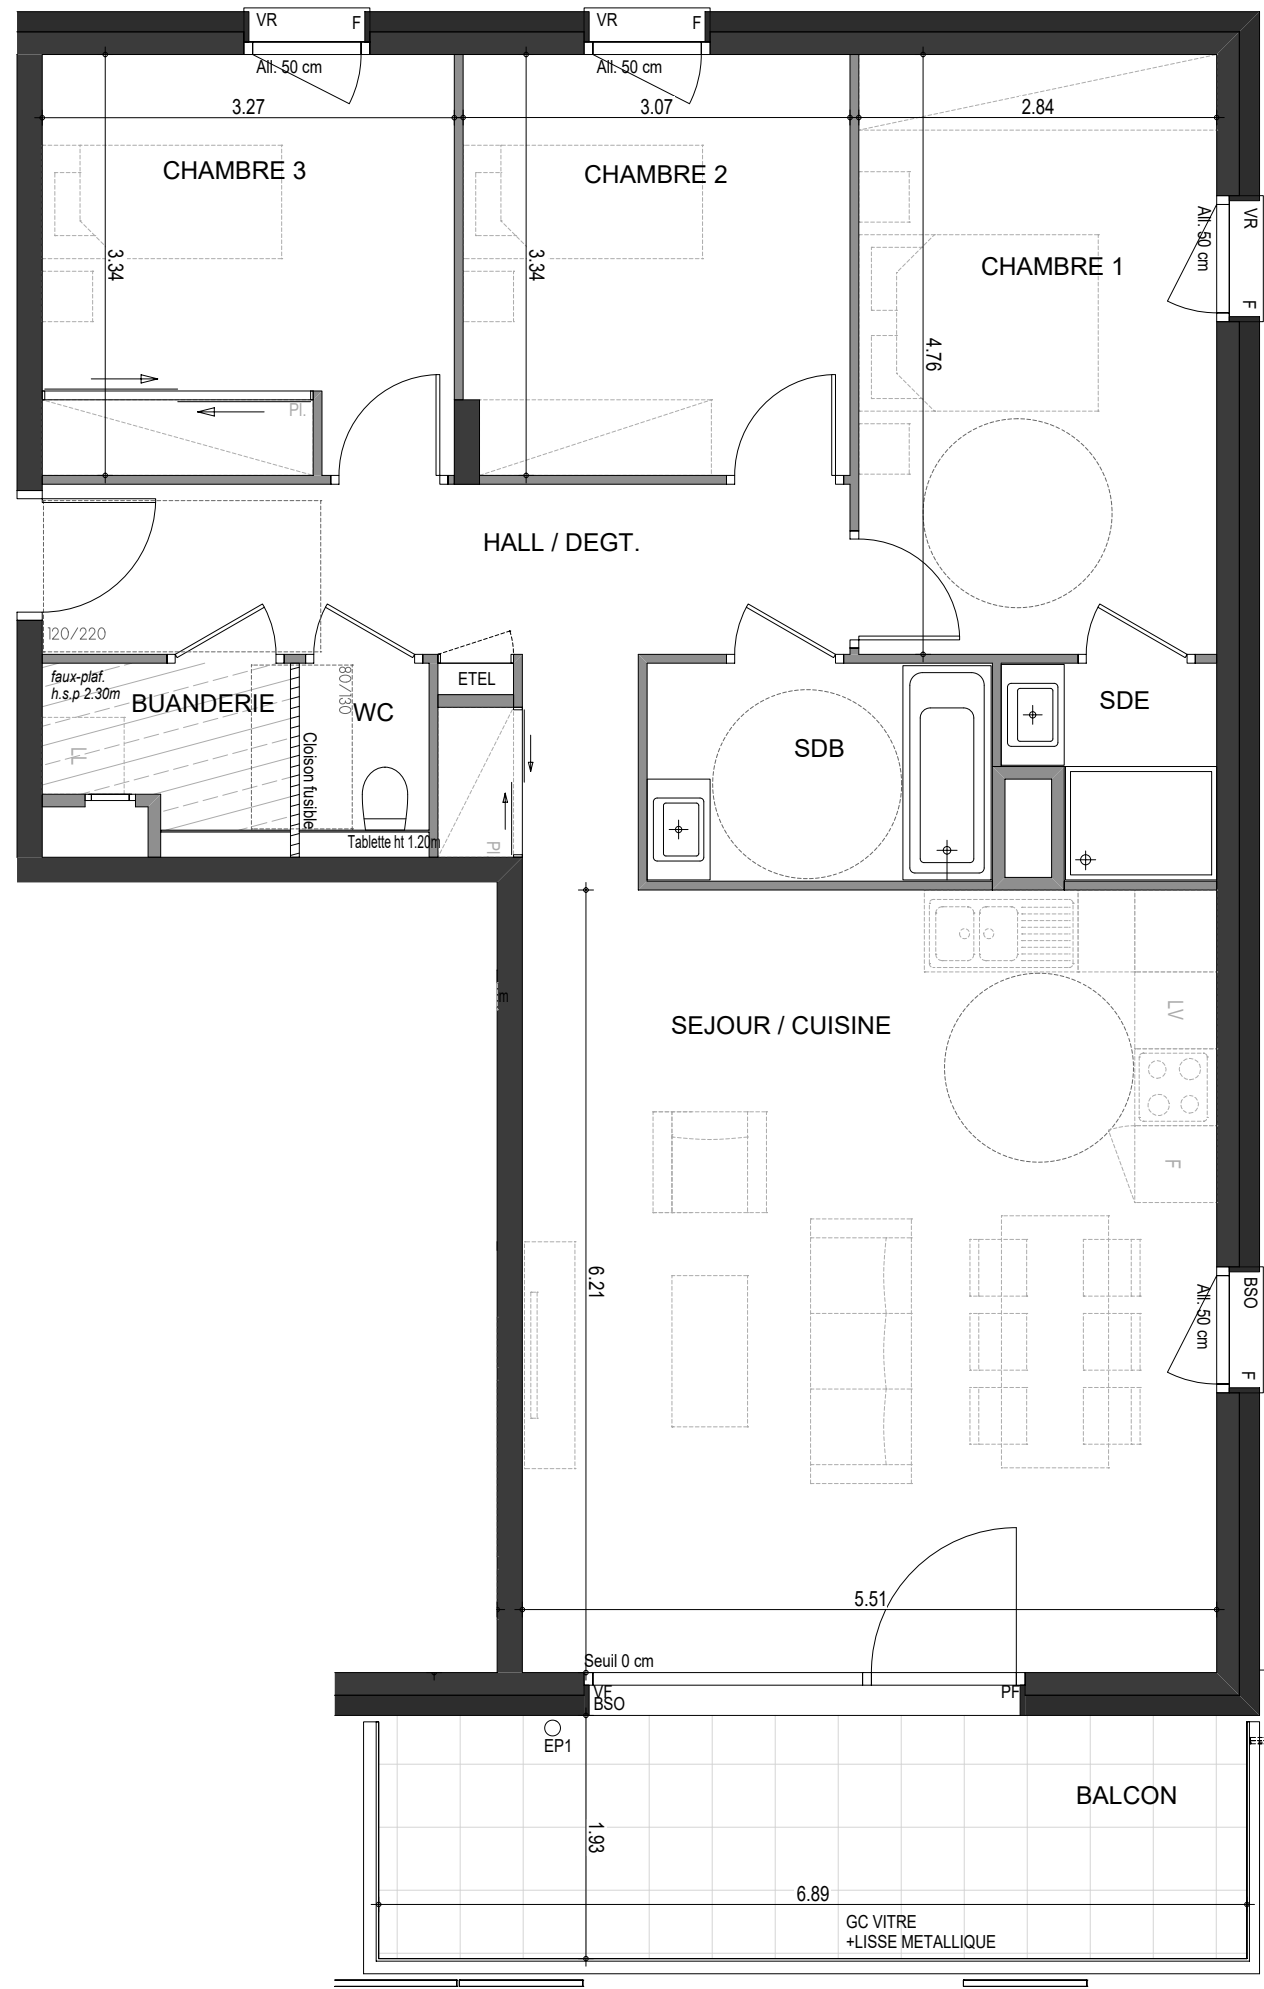 VR
F
VR
F
All. 50 cm
All. 50 cm
3.27
3.07
2.84
CHAMBRE 3
CHAMBRE 2
All. 50 cm
VR
F
3.34
3.34
CHAMBRE 1
4.76
Pl.
HALL / DEGT.
120/220
faux-plaf.
h.s.p 2.30m
BUANDERIE
80/130
WC
ETEL
SDE
LL
Cloison fusible
SDB
Tablette ht 1.20m
Pl
m
SEJOUR / CUISINE
LV
F
6.21
All. 50 cm
BSO
F
5.51
Seuil 0 cm
VF
BSO
PF
EP1
BALCON
1.93
6.89
GC VITRE
+LISSE METALLIQUE